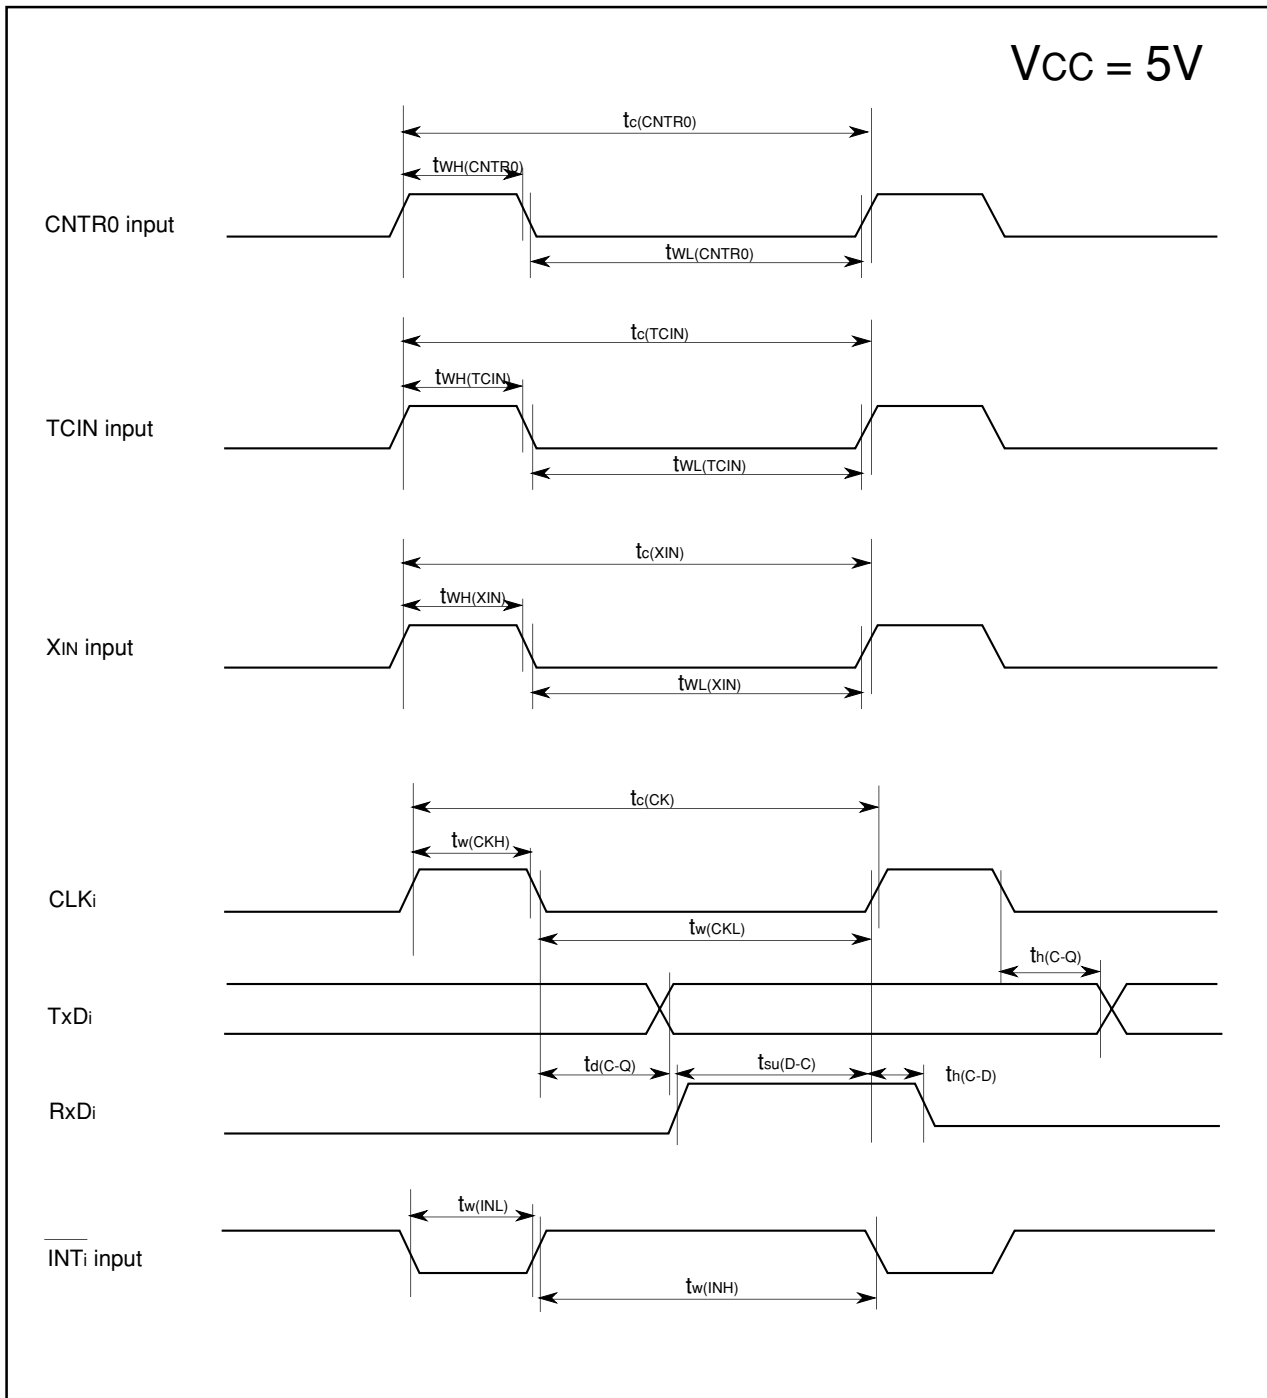 VCC = 5V
tc(CNTR0)
tWH(CNTR0)
CNTR0 input
tWL(CNTR0)
tc(TCIN)
tWH(TCIN)
TCIN input
tWL(TCIN)
tc(XIN)
tWH(XIN)
XIN input
tWL(XIN)
tc(CK)
tw(CKH)
CLKi
tw(CKL)
th(C-Q)
TxDi
td(C-Q)
tsu(D-C)
th(C-D)
RxDi
tw(INL)
INTi input
tw(INH)